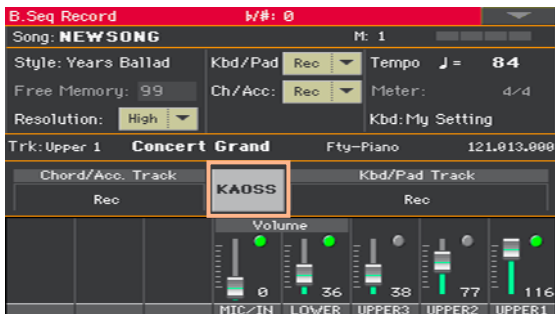 B.Seq Record ♭/#: 0
Song: NEWSONG M: 1
Style: Years Ballad Kbd/Pad Rec Tempo ♩ = 84
Free Memory: 99 Ch/Acc: Rec Meter: 4/4
Resolution: High Kbd: My Setting
Trk: Upper 1 Concert Grand Fty-Piano 121.013.000
Chord/Acc. Track KAOSS Kbd/Pad Track
Rec Rec
Volume
0 36 38 77 116
MIC/IN LOWER UPPER3 UPPER2 UPPER1